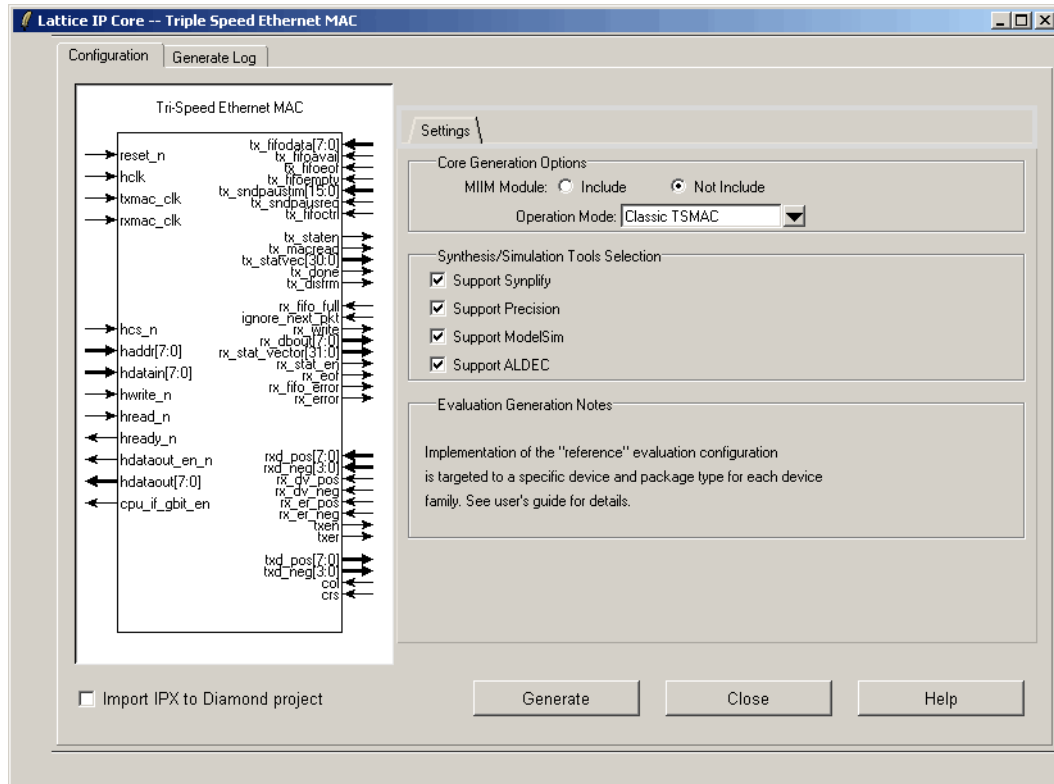 Lattice IP Core -- Triple Speed Ethernet MAC
Configuration
Generate Log
Tri-Speed Ethernet MAC
reset_n
hclk
txmac_clk
rxmac_clk
hcs_n
haddr[7:0]
hdatain[7:0]
hwrite_n
hread_n
hready_n
hdataout_en_n
hdataout[7:0]
cpu_if_gbit_en
tx_fifodata[7:0]
tx_fifoavail
tx_fifoeof
tx_fifoempty
tx_sndpaustim[15:0]
tx_sndpausreq
tx_fifoctrl
tx_staten
tx_macread
tx_statvec[30:0]
tx_done
tx_disfrm
rx_fifo_full
ignore_next_pkt
rx_write
rx_dbout[7:0]
rx_stat_vector[31:0]
rx_stat_en
rx_eof
rx_fifo_error
rx_error
rxd_pos[7:0]
rxd_neg[3:0]
rx_dv_pos
rx_dv_neg
rx_er_pos
rx_er_neg
txen
txer
txd_pos[7:0]
txd_neg[3:0]
col
crs
Settings
Core Generation Options
MIIM Module: Include Not Include
Operation Mode: Classic TSMAC
Synthesis/Simulation Tools Selection
Support Synplify
Support Precision
Support ModelSim
Support ALDEC
Evaluation Generation Notes
Implementation of the "reference" evaluation configuration
is targeted to a specific device and package type for each device
family. See user's guide for details.
Import IPX to Diamond project
Generate
Close
Help